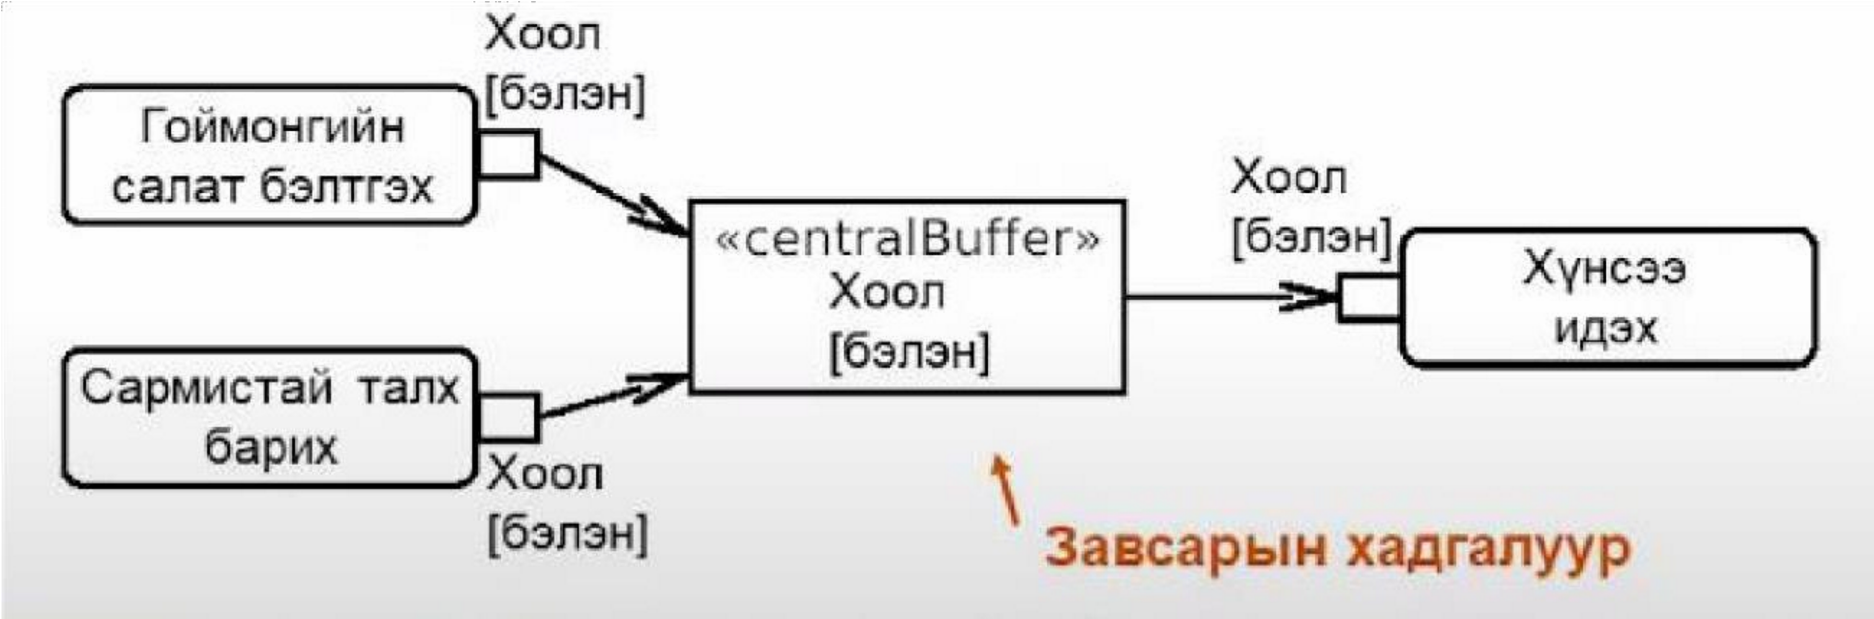 Хоол
[бэлэн]
Гоймонгийн
салат бэлтгэх
«centralBuffer»
Хоол
[бэлэн]
Хоол
[бэлэн]
Хүнсээ
идэх
Сармистай талх
барих
Хоол
[бэлэн]
Завсарын хадгалуур